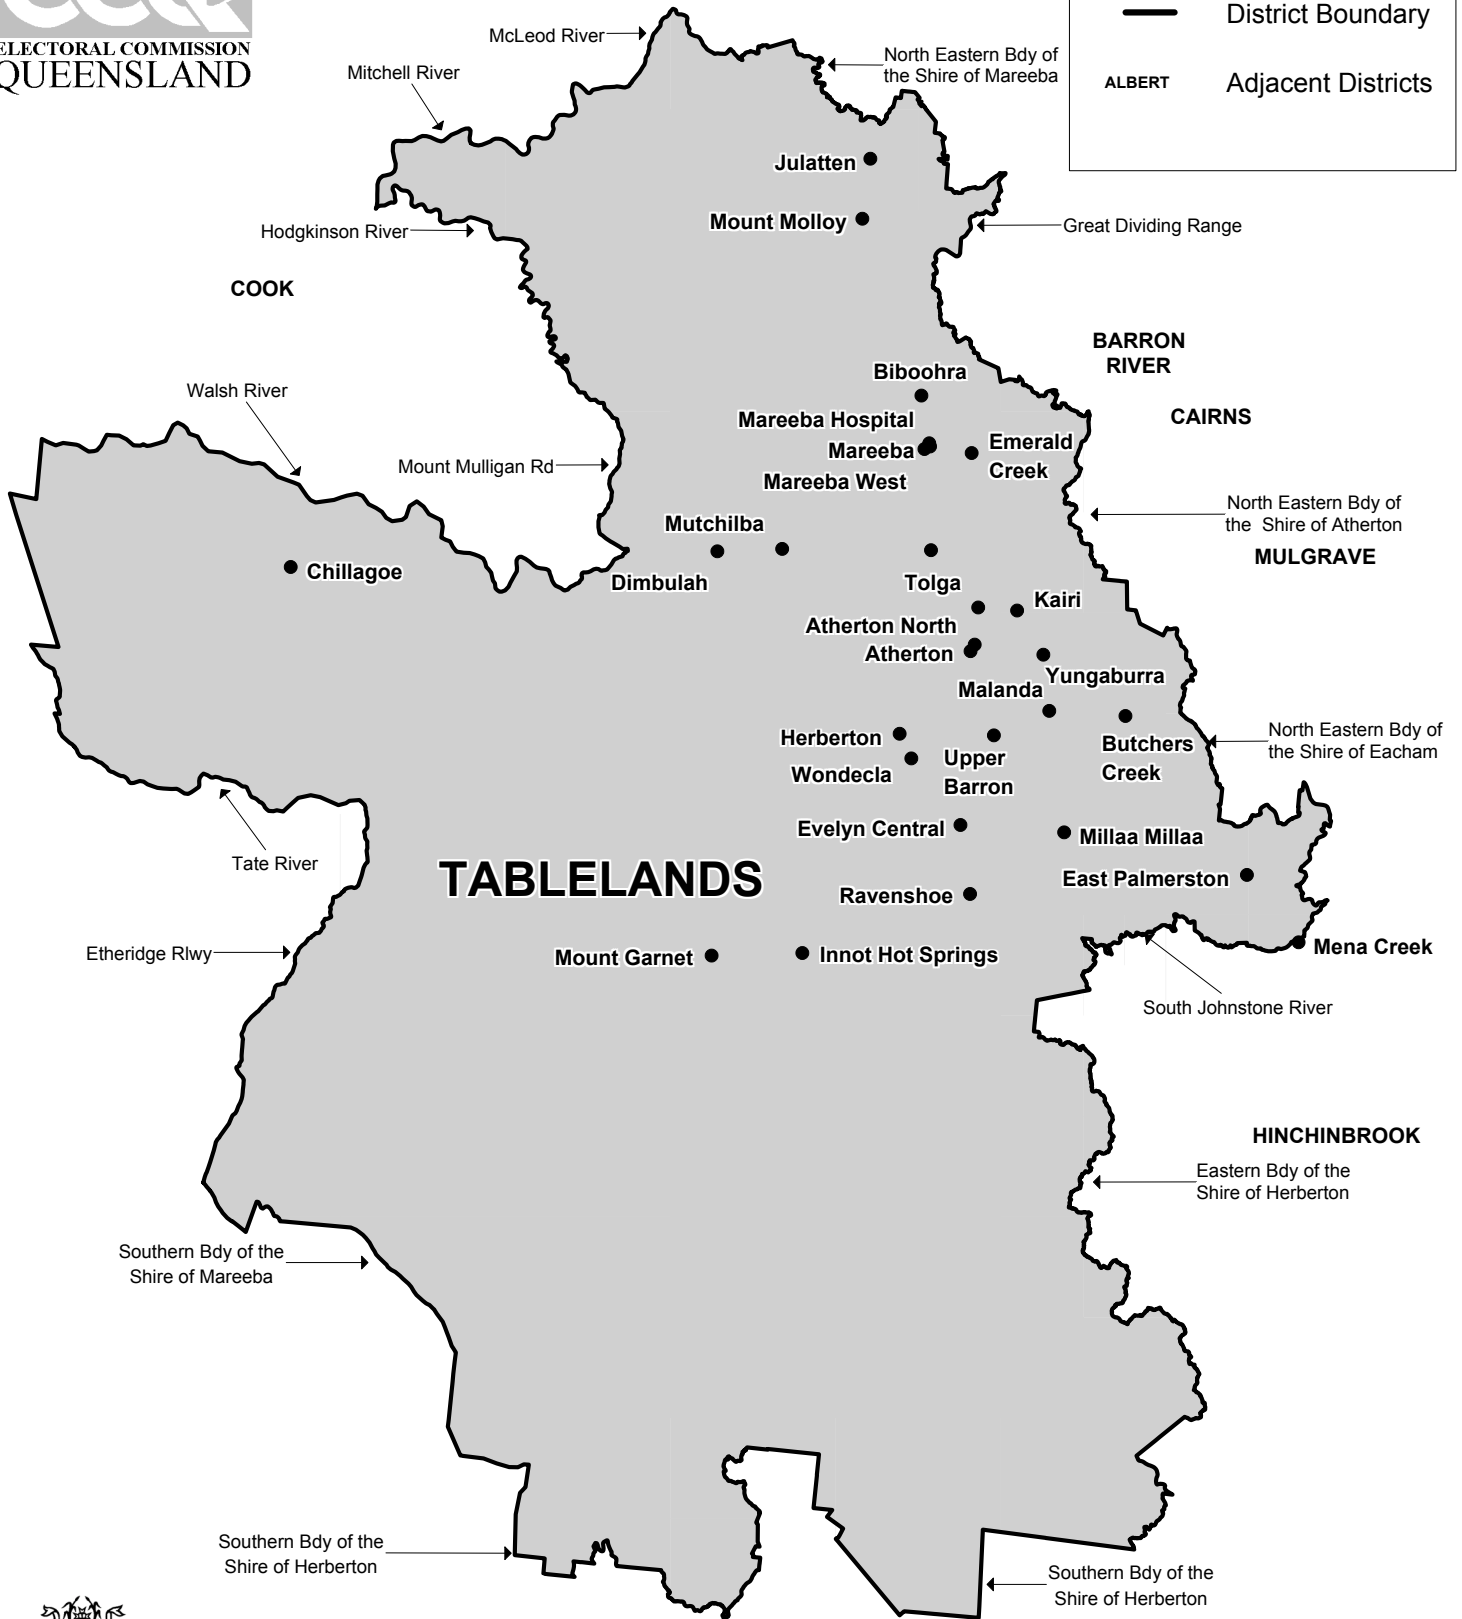 ELECTORAL COMMISSION
QUEENSLAND
District Boundary
ALBERT
Adjacent Districts
McLeod River
North Eastern Bdy of
the Shire of Mareeba
Mitchell River
Julatten
Mount Molloy
Hodgkinson River
Great Dividing Range
COOK
BARRON
RIVER
Biboohra
Walsh River
CAIRNS
Mareeba Hospital
Mareeba
Emerald
Creek
Mount Mulligan Rd
Mareeba West
North Eastern Bdy of
the Shire of Atherton
Mutchilba
MULGRAVE
Chillagoe
Dimbulah
Tolga
Kairi
Atherton North
Atherton
Yungaburra
Malanda
Herberton
Wondecla
Upper
Barron
Butchers
Creek
North Eastern Bdy of
the Shire of Eacham
Evelyn Central
Millaa Millaa
Tate River
TABLELANDS
East Palmerston
Ravenshoe
Etheridge Rlwy
Mount Garnet
Innot Hot Springs
Mena Creek
South Johnstone River
HINCHINBROOK
Eastern Bdy of the
Shire of Herberton
Southern Bdy of the
Shire of Mareeba
Southern Bdy of the
Shire of Herberton
Southern Bdy of the
Shire of Herberton